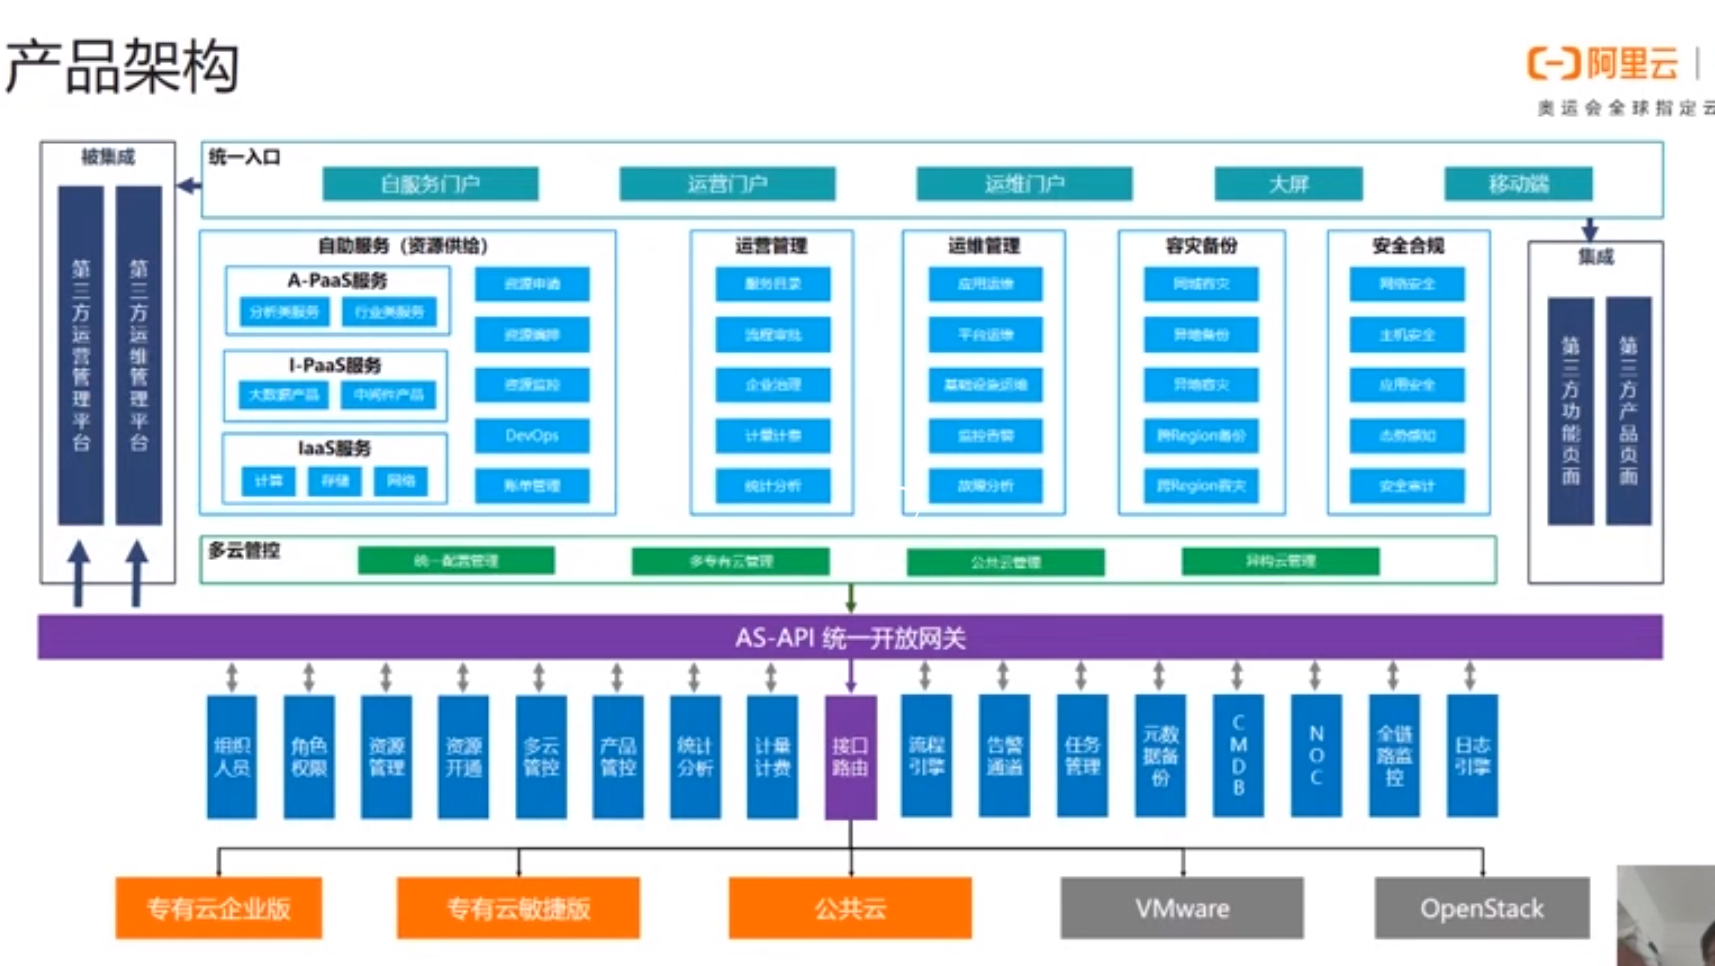 产品架构
阿里云
奥运会全球指定云
被集成
第三方运营管理平台
第三方运维管理平台
统一入口
自服务门户
运营门户
运维门户
大屏
移动端
自助服务（资源供给）
A-PaaS服务
分析类服务
行业类服务
I-PaaS服务
大数据产品
中间件产品
IaaS服务
计算
存储
网络
资源申请
资源编排
资源监控
DevOps
账单管理
运营管理
服务目录
流程审批
企业治理
计量计费
统计分析
运维管理
应用运维
平台运维
基础设施运维
监控告警
故障分析
容灾备份
同城容灾
异地备份
异地容灾
跨Region备份
跨Region容灾
安全合规
网络安全
主机安全
应用安全
态势感知
安全审计
集成
第三方功能页面
第三方产品页面
多云管控
统一配置管理
多专有云管理
公共云管理
异构云管理
AS-API 统一开放网关
组织人员
角色权限
资源管理
资源开通
多云管控
产品管控
统计分析
计量计费
接口路由
流程引擎
告警通道
任务管理
元数据备份
CMDB
NOC
全链路监控
日志引擎
专有云企业版
专有云敏捷版
公共云
VMware
OpenStack